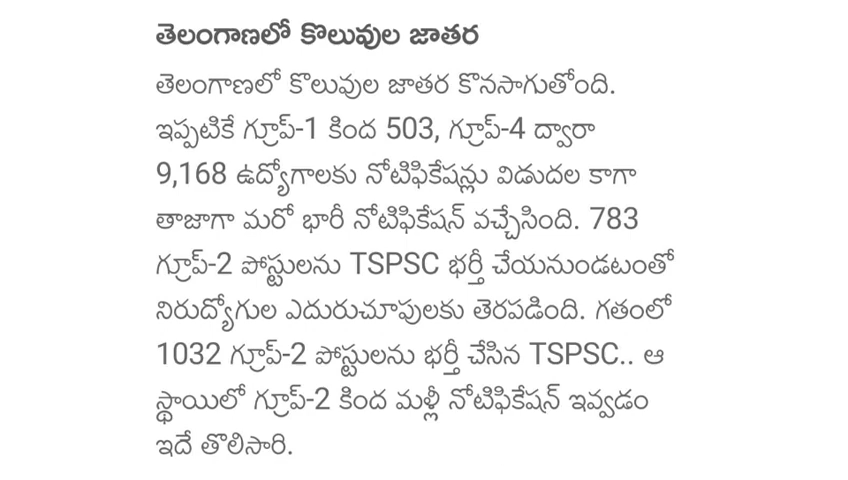 తెలంగాణలో కొలువుల జాతర
తెలంగాణలో కొలువుల జాతర కొనసాగుతోంది.
ఇప్పటికే గ్రూప్-1 కింద 503, గ్రూప్-4 ద్వారా
9,168 ఉద్యోగాలకు నోటిఫికేషన్లు విడుదల కాగా
తాజాగా మరో భారీ నోటిఫికేషన్ వచ్చేసింది. 783
గ్రూప్-2 పోస్టులను TSPSC భర్తీ చేయనుండటంతో
నిరుద్యోగుల ఎదురుచూపులకు తెరపడింది. గతంలో
1032 గ్రూప్-2 పోస్టులను భర్తీ చేసిన TSPSC.. ఆ
స్థాయిలో గ్రూప్-2 కింద మళ్లీ నోటిఫికేషన్ ఇవ్వడం
ఇదే తొలిసారి.